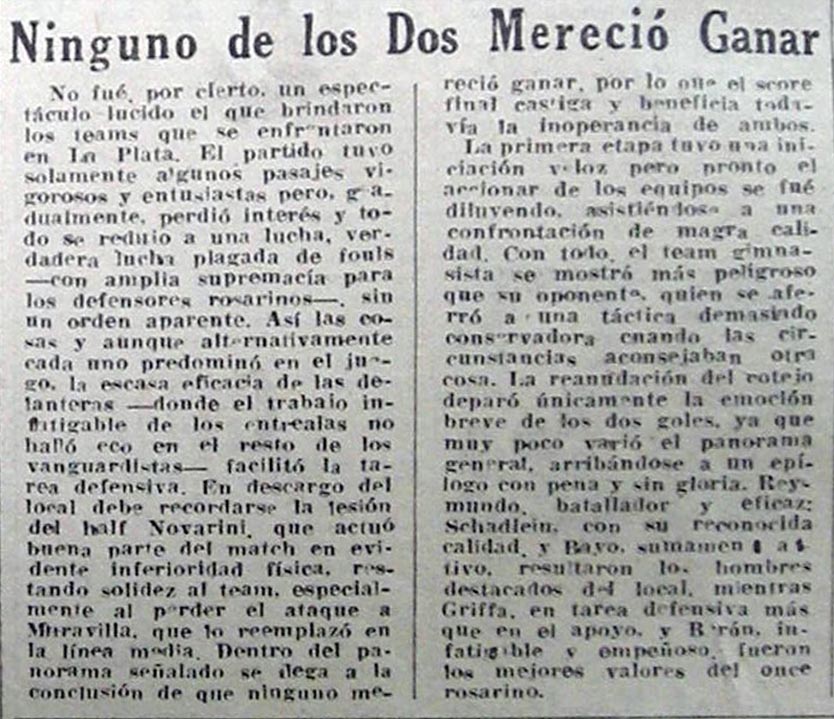 Ninguno de los Dos Mereció Ganar
No fué, por cierto, un espec-
táculo lucido el que brindaron
los teams que se enfrentaron
en La Plata. El partido tuvo
solamente algunos pasajes vi-
gorosos y entusiastas pero, gra-
dualmente, perdió interés y to-
do se redujo a una lucha, ver-
dadera lucha plagada de fouls
—con amplia supremacía para
los defensores rosarinos—, sin
un orden aparente. Así las co-
sas y aunque alternativamente
cada uno predominó en el jue-
go, la escasa eficacia de las de-
lanteras —donde el trabajo in-
fatigable de los entrealas no
halló eco en el resto de los
vanguardistas— facilitó la ta-
rea defensiva. En descargo del
local debe recordarse la lesión
del half Novarini, que actuó
buena parte del match en evi-
dente inferioridad física, res-
tando solidez al team, especial-
mente al perder el ataque a
Maravilla, que lo reemplazó en
la línea media. Dentro del pa-
norama señalado se llega a la
conclusión de que ninguno me-
reció ganar, por lo que el score
final castiga y beneficia toda-
vía la inoperancia de ambos.
La primera etapa tuvo una ini-
ciación veloz pero pronto el
accionar de los equipos se fué
diluyendo, asistiéndose a una
confrontación de magra cali-
dad. Con todo, el team gimna-
sista se mostró más peligroso
que su oponente, quien se afe-
rró a una táctica demasiado
conservadora cuando las cir-
cunstancias aconsejaban otra
cosa. La reanudación del cotejo
deparó únicamente la emoción
breve de los dos goles, ya que
muy poco varió el panorama
general, arribándose a un epí-
logo con pena y sin gloria. Rey-
mundo, batallador y eficaz;
Schadlein, con su reconocida
calidad, y Bayo, sumamente ac-
tivo, resultaron los hombres
destacados del local, mientras
Griffa, en tarea defensiva más
que en el apoyo, y Berón, in-
fatigable y empeñoso, fueron
los mejores valores del once
rosarino.